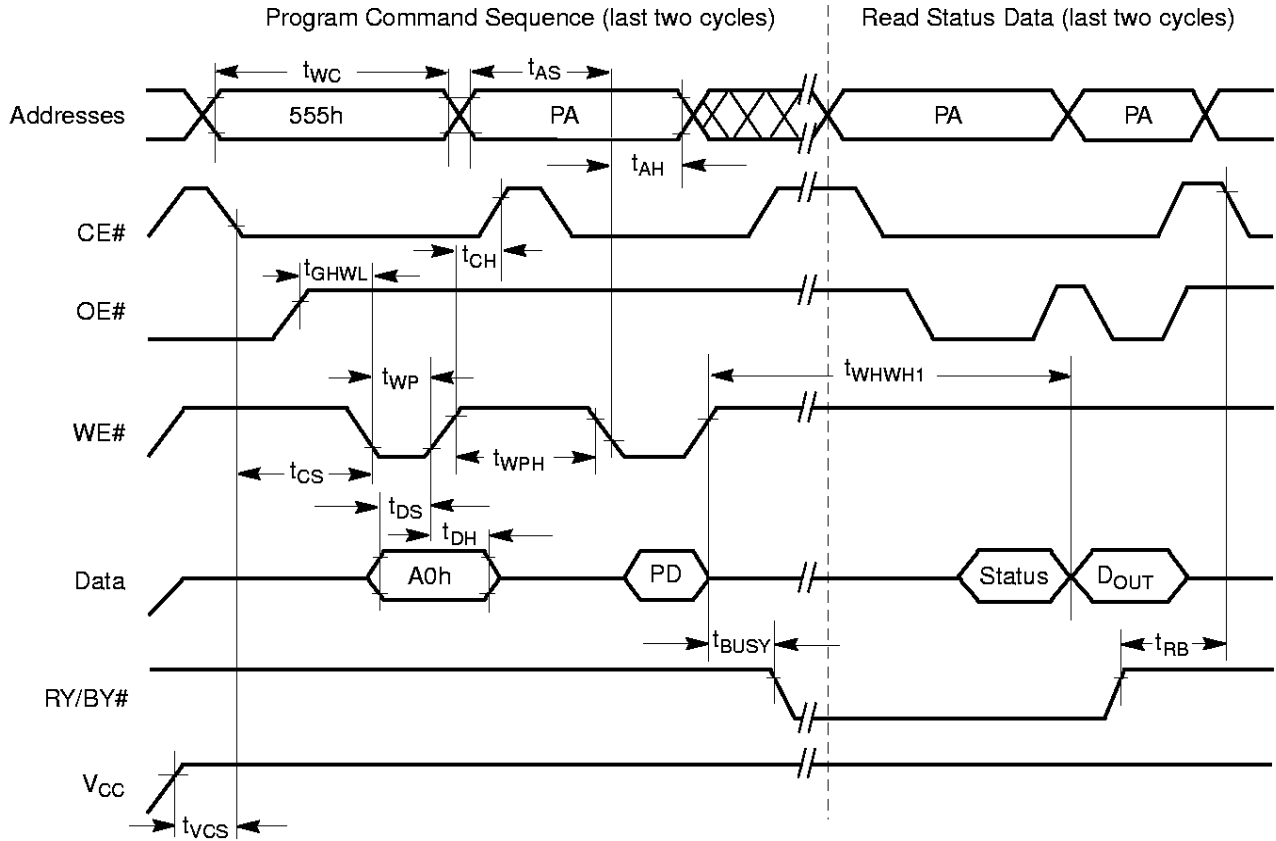 Program Command Sequence (last two cycles)
Read Status Data (last two cycles)
tWC
tAS
Addresses
555h
PA
PA
PA
tAH
CE#
tCH
tGHWL
OE#
tWP
tWHWH1
WE#
tCS
tWPH
tDS
tDH
Data
A0h
PD
Status
DOUT
tBUSY
tRB
RY/BY#
VCC
tVCS